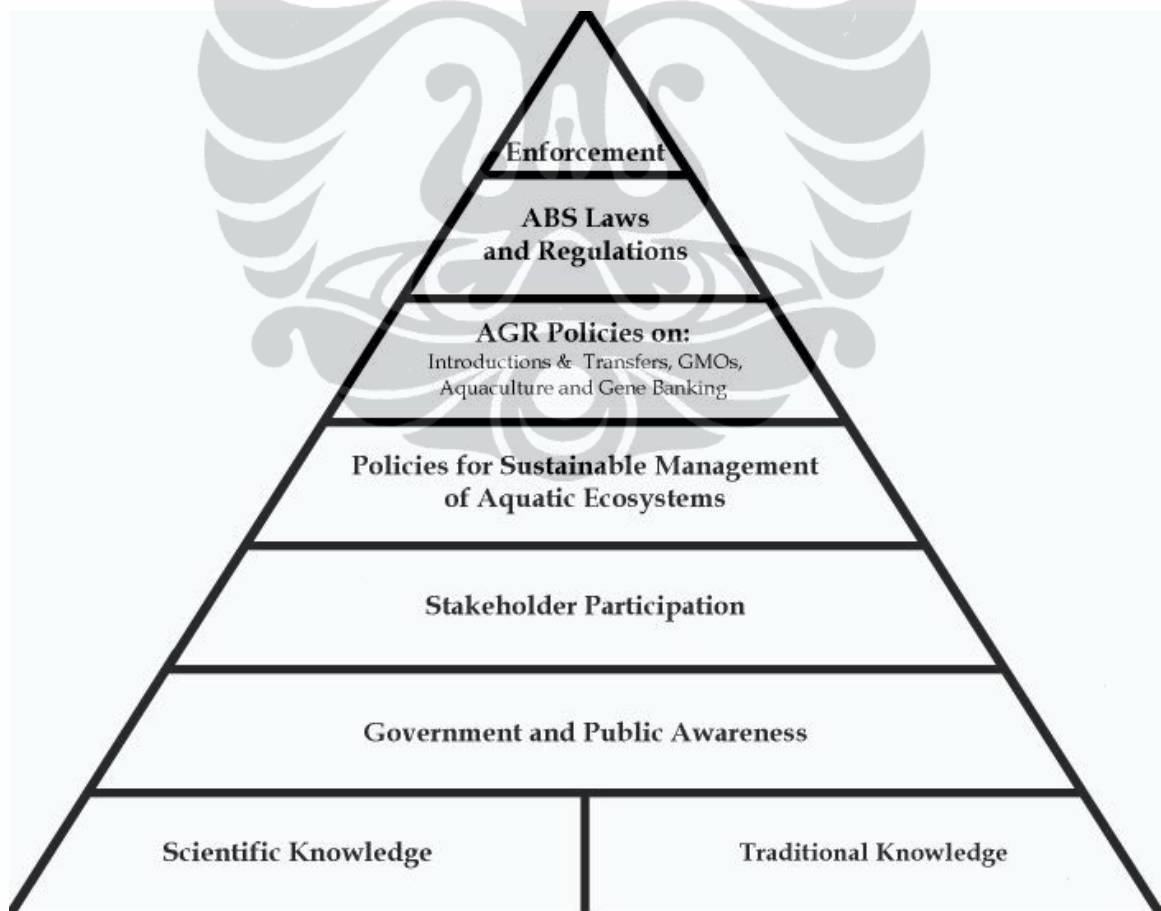 Enforcement
ABS Laws
and Regulations
AGR Policies on:
Introductions & Transfers, GMOs,
Aquaculture and Gene Banking
Policies for Sustainable Management
of Aquatic Ecosystems
Stakeholder Participation
Government and Public Awareness
Scientific Knowledge
Traditional Knowledge